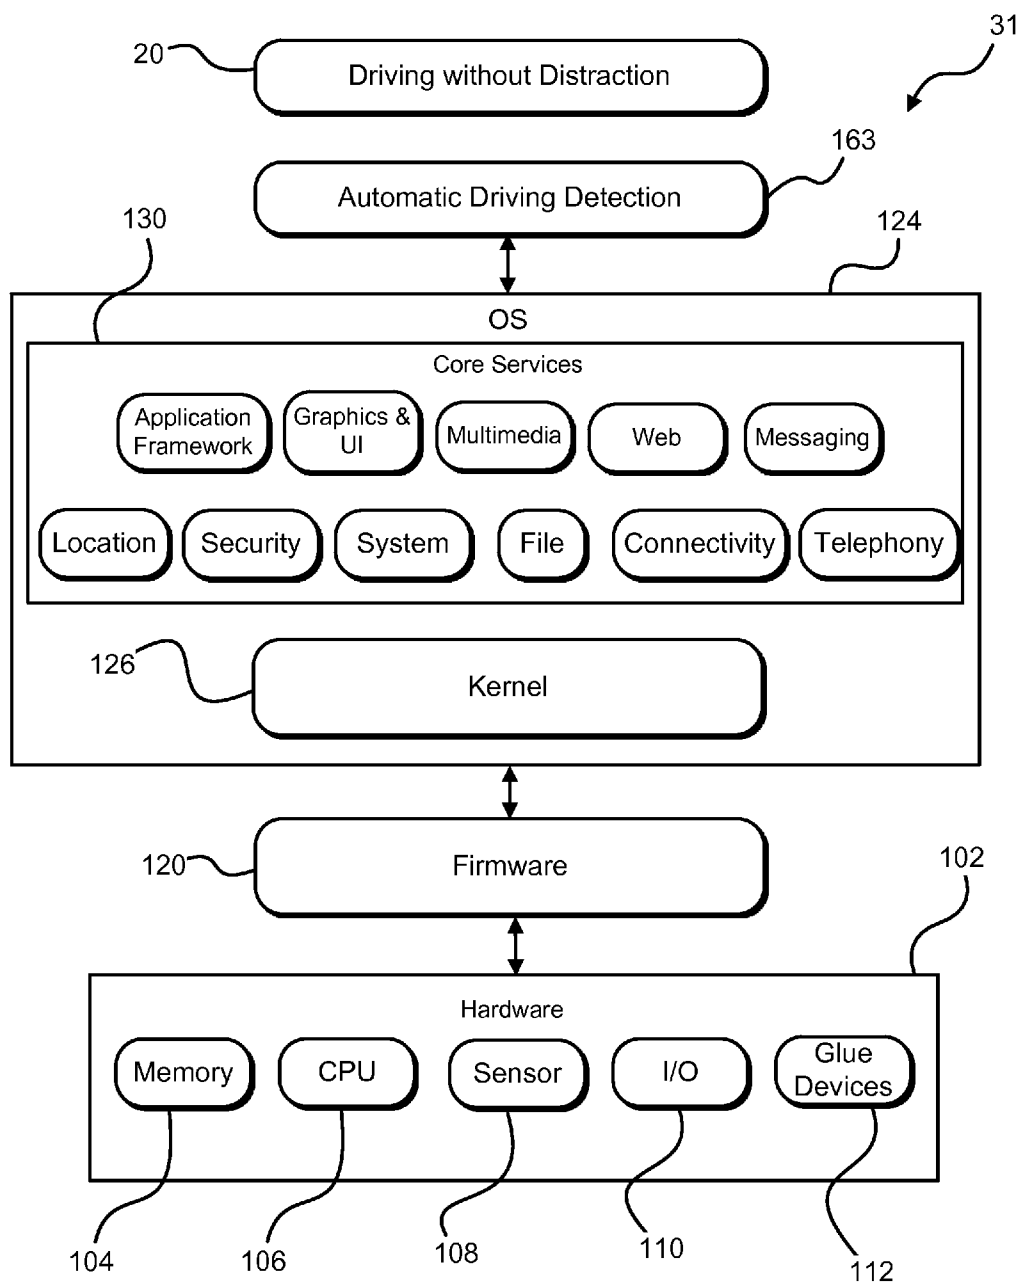 31
20
Driving without Distraction
163
Automatic Driving Detection
130
124
OS
Core Services
Application
Framework
Graphics &
UI
Multimedia
Web
Messaging
Location
Security
System
File
Connectivity
Telephony
126
Kernel
120
Firmware
102
Hardware
Memory
CPU
Sensor
I/O
Glue
Devices
104
106
108
110
112